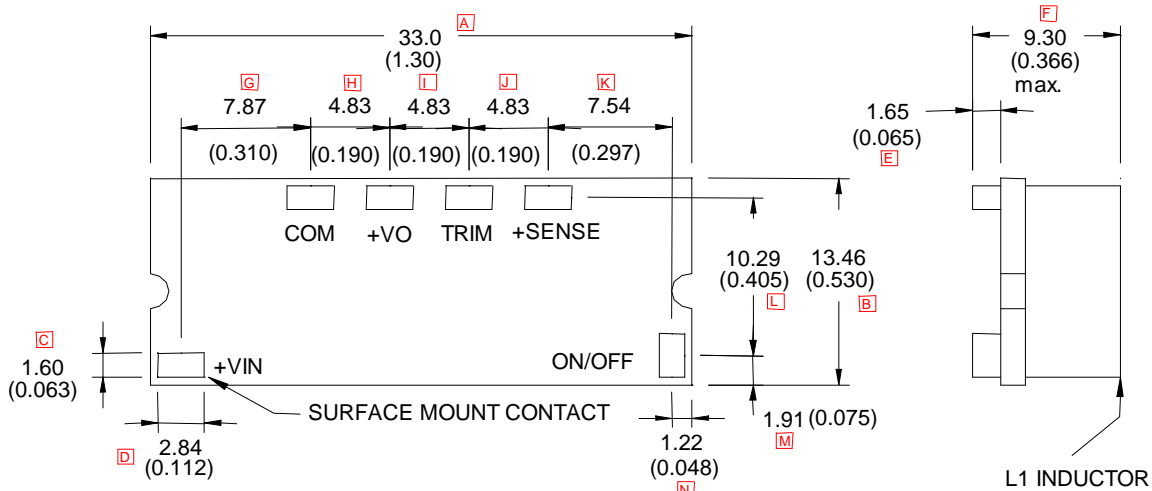 A
33.0
(1.30)
F
9.30
(0.366)
max.
G H I J K
7.87 4.83 4.83 4.83 7.54
(0.310) (0.190) (0.190) (0.190) (0.297)
1.65
(0.065)
E
COM +VO TRIM +SENSE
10.29
(0.405)
L
13.46
(0.530)
B
C
1.60
(0.063)
+VIN
ON/OFF
SURFACE MOUNT CONTACT
1.91 (0.075)
M
D
2.84
(0.112)
1.22
(0.048)
N
L1 INDUCTOR